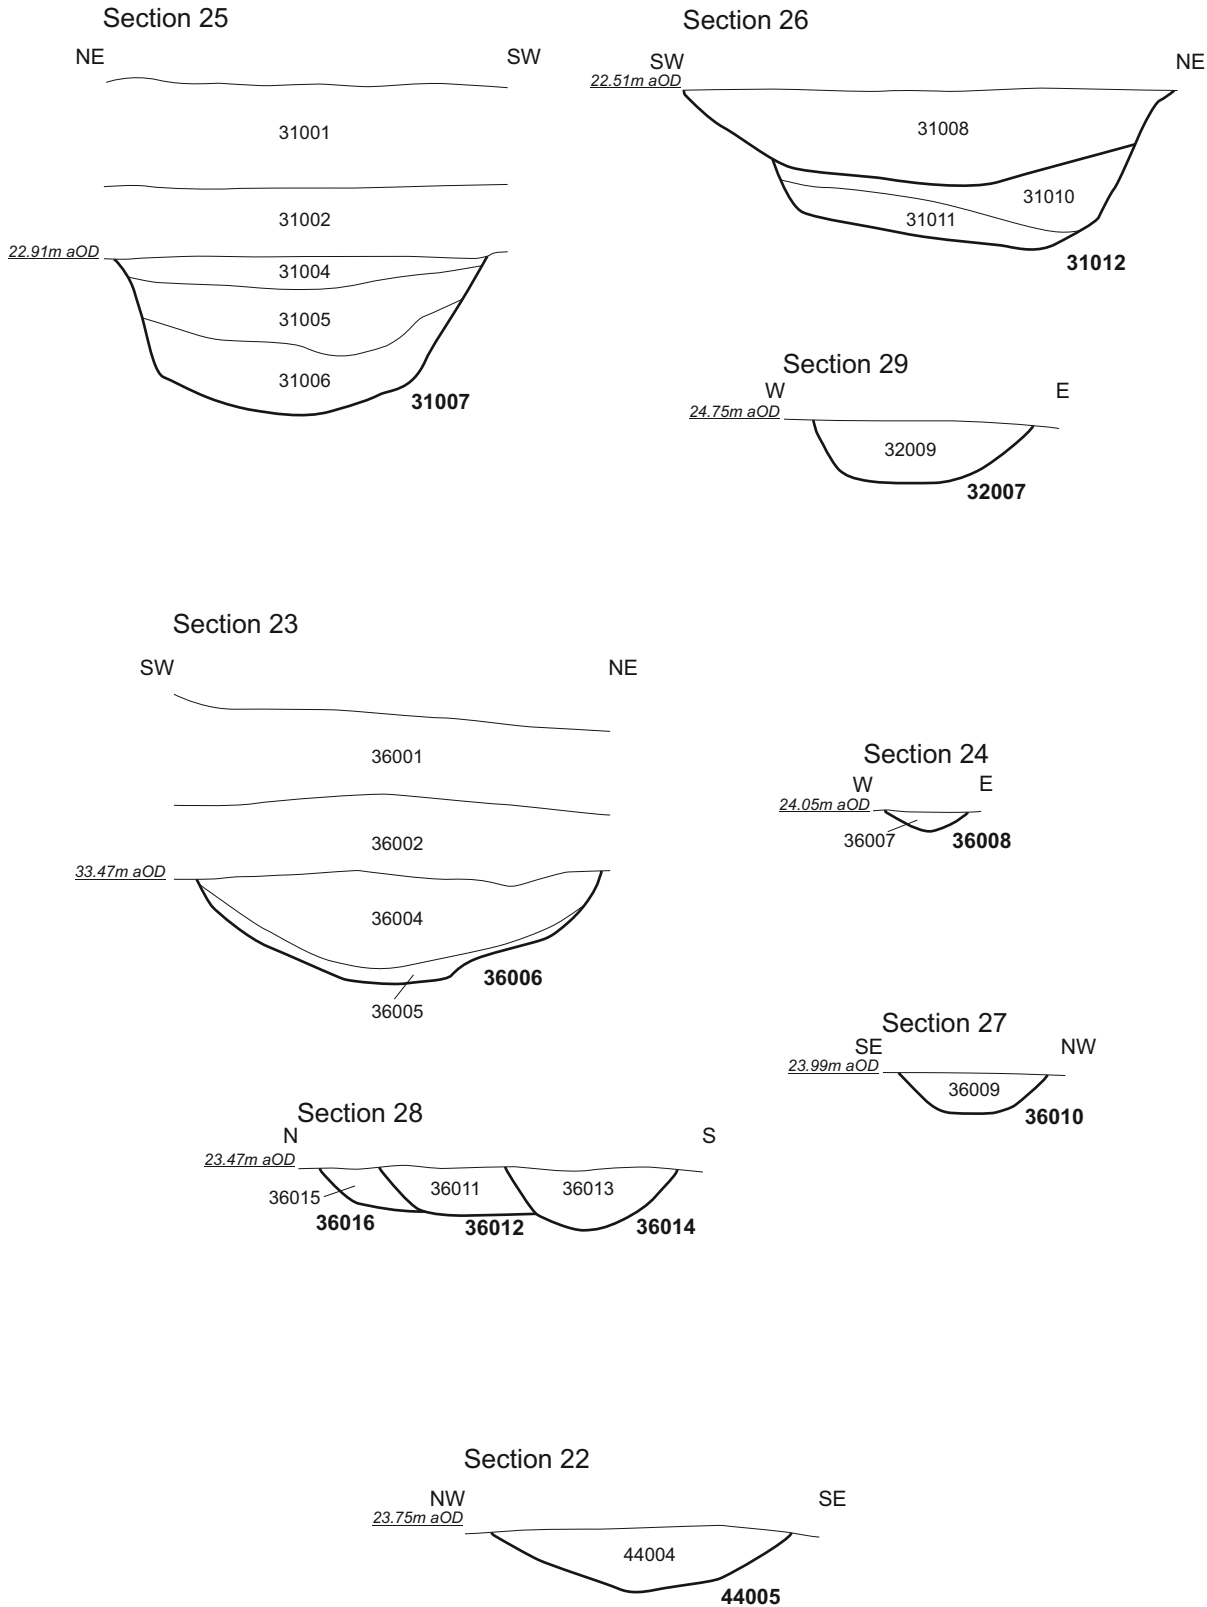 Section 25
NE SW
31001
31002
22.91m aOD
31004
31005
31006
31007
Section 26
SW NE
22.51m aOD
31008
31010
31011
31012
Section 29
W E
24.75m aOD
32009
32007
Section 23
SW NE
36001
36002
33.47m aOD
36004
36006
36005
Section 24
W E
24.05m aOD
36007 36008
Section 27
SE NW
23.99m aOD
36009
36010
Section 28
N S
23.47m aOD
36015 36011 36013
36016 36012 36014
Section 22
NW SE
23.75m aOD
44004
44005